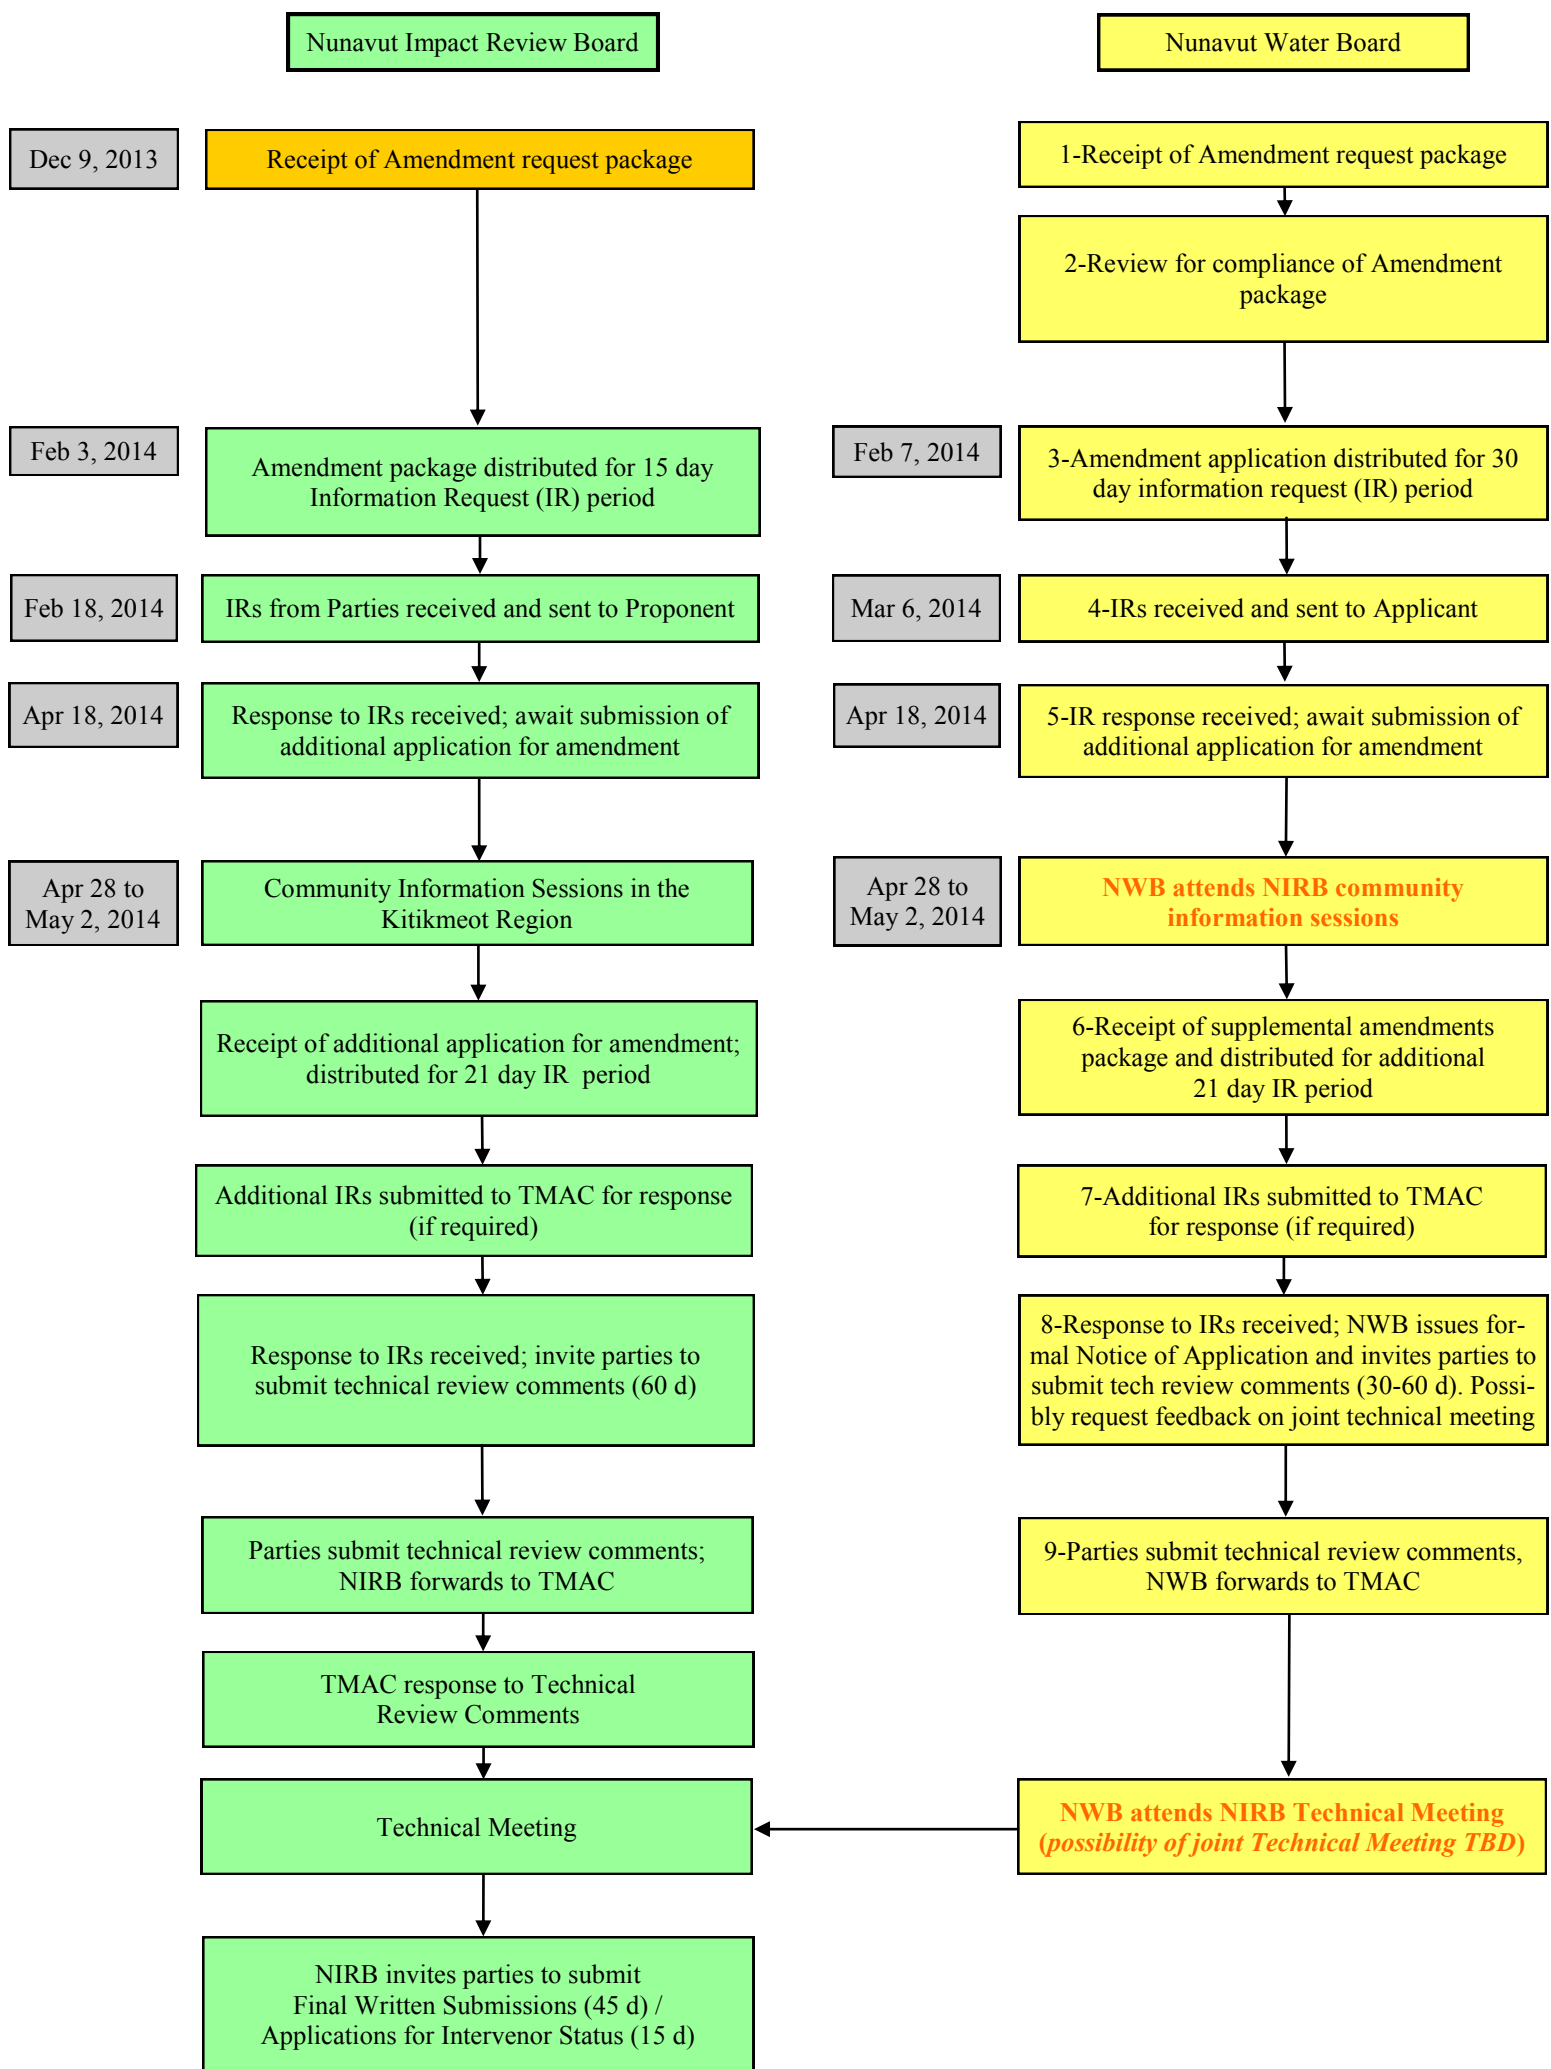 Nunavut Impact Review Board
Nunavut Water Board
Dec 9, 2013
Receipt of Amendment request package
1-Receipt of Amendment request package
2-Review for compliance of Amendment
package
Feb 3, 2014
Amendment package distributed for 15 day
Information Request (IR) period
Feb 7, 2014
3-Amendment application distributed for 30
day information request (IR) period
Feb 18, 2014
IRs from Parties received and sent to Proponent
Mar 6, 2014
4-IRs received and sent to Applicant
Apr 18, 2014
Response to IRs received; await submission of
additional application for amendment
Apr 18, 2014
5-IR response received; await submission of
additional application for amendment
Apr 28 to
May 2, 2014
Community Information Sessions in the
Kitikmeot Region
Apr 28 to
May 2, 2014
NWB attends NIRB community
information sessions
Receipt of additional application for amendment;
distributed for 21 day IR  period
6-Receipt of supplemental amendments
package and distributed for additional
21 day IR period
Additional IRs submitted to TMAC for response
(if required)
7-Additional IRs submitted to TMAC
for response (if required)
Response to IRs received; invite parties to
submit technical review comments (60 d)
8-Response to IRs received; NWB issues for-
mal Notice of Application and invites parties to
submit tech review comments (30-60 d). Possi-
bly request feedback on joint technical meeting
Parties submit technical review comments;
NIRB forwards to TMAC
9-Parties submit technical review comments,
NWB forwards to TMAC
TMAC response to Technical
Review Comments
Technical Meeting
NWB attends NIRB Technical Meeting
(possibility of joint Technical Meeting TBD)
NIRB invites parties to submit
Final Written Submissions (45 d) /
Applications for Intervenor Status (15 d)